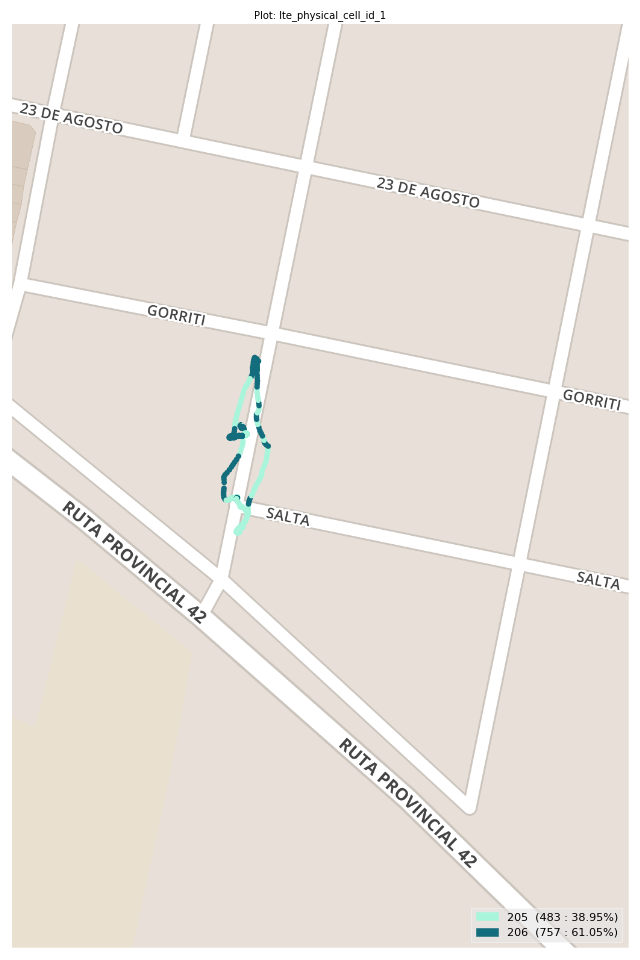 Plot: lte_physical_cell_id_1
23 DE AGOSTO
23 DE AGOSTO
GORRITI
GORRITI
SALTA
SALTA
RUTA PROVINCIAL 42
RUTA PROVINCIAL 42
205 (483 : 38.95%)
206 (757 : 61.05%)